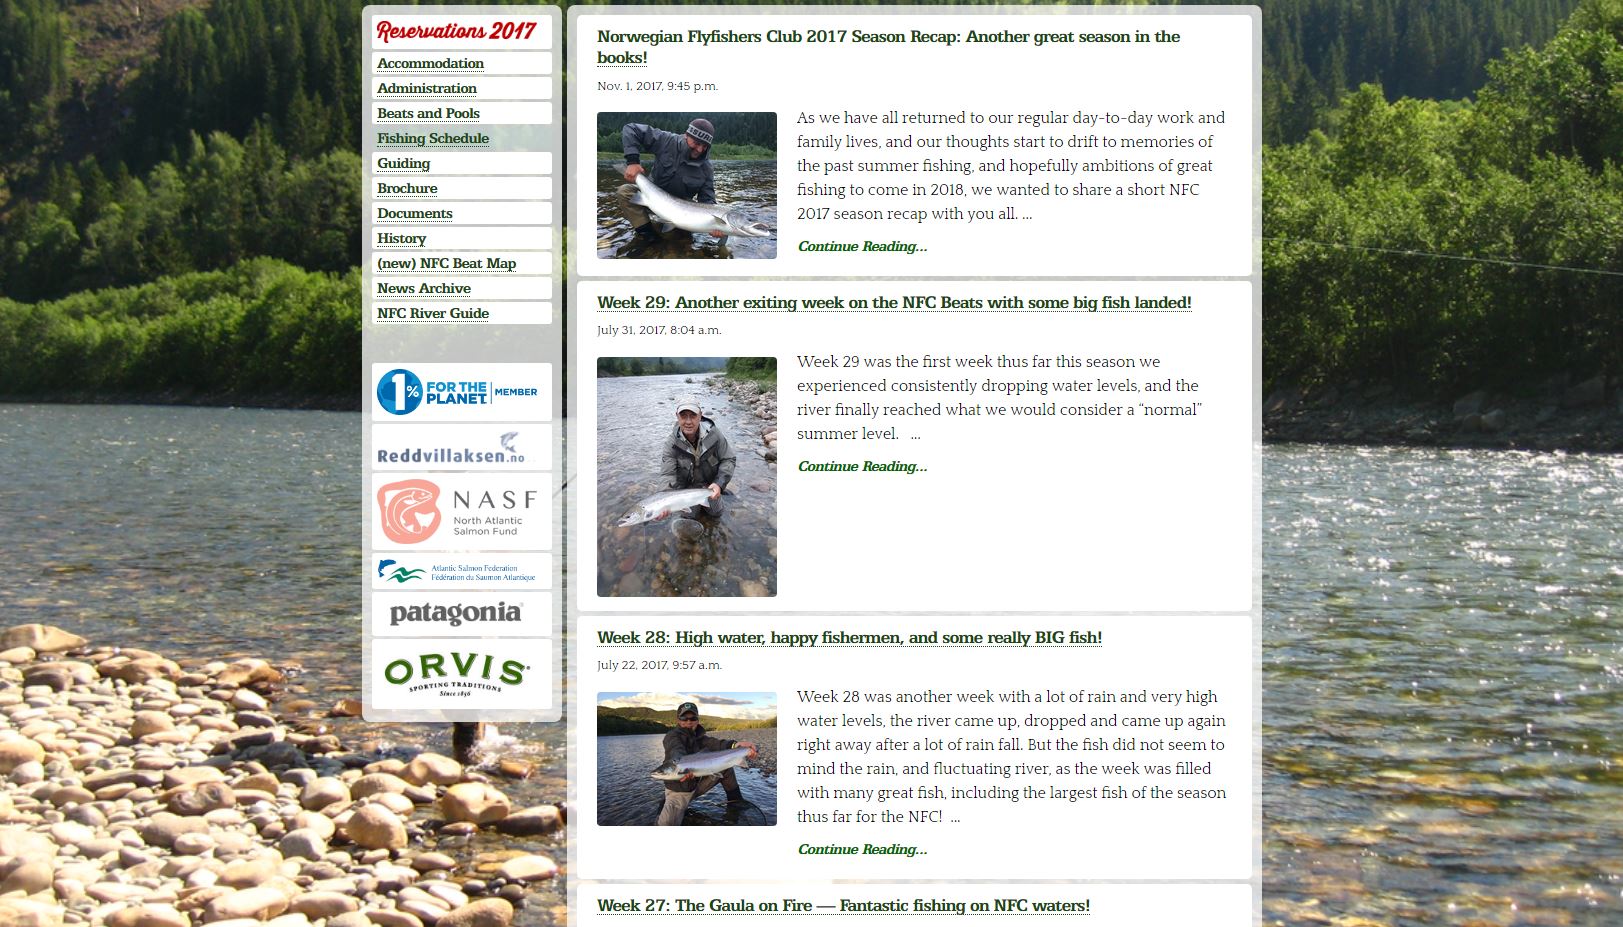 Reservations 2017
Accommodation
Administration
Beats and Pools
Fishing Schedule
Guiding
Brochure
Documents
History
(new) NFC Beat Map
News Archive
NFC River Guide
1% FOR THE PLANET MEMBER
Reddvillaksen.no
NASF
North Atlantic
Salmon Fund
Atlantic Salmon Federation
Fédération du Saumon Atlantique
patagonia
ORVIS
SPORTING TRADITIONS
Since 1856
Norwegian Flyfishers Club 2017 Season Recap: Another great season in the
books!
Nov. 1, 2017, 9:45 p.m.
As we have all returned to our regular day-to-day work and
family lives, and our thoughts start to drift to memories of
the past summer fishing, and hopefully ambitions of great
fishing to come in 2018, we wanted to share a short NFC
2017 season recap with you all. ...
Continue Reading...
Week 29: Another exiting week on the NFC Beats with some big fish landed!
July 31, 2017, 8:04 a.m.
Week 29 was the first week thus far this season we
experienced consistently dropping water levels, and the
river finally reached what we would consider a “normal”
summer level. ...
Continue Reading...
Week 28: High water, happy fishermen, and some really BIG fish!
July 22, 2017, 9:57 a.m.
Week 28 was another week with a lot of rain and very high
water levels, the river came up, dropped and came up again
right away after a lot of rain fall. But the fish did not seem to
mind the rain, and fluctuating river, as the week was filled
with many great fish, including the largest fish of the season
thus far for the NFC! ...
Continue Reading...
Week 27: The Gaula on Fire — Fantastic fishing on NFC waters!